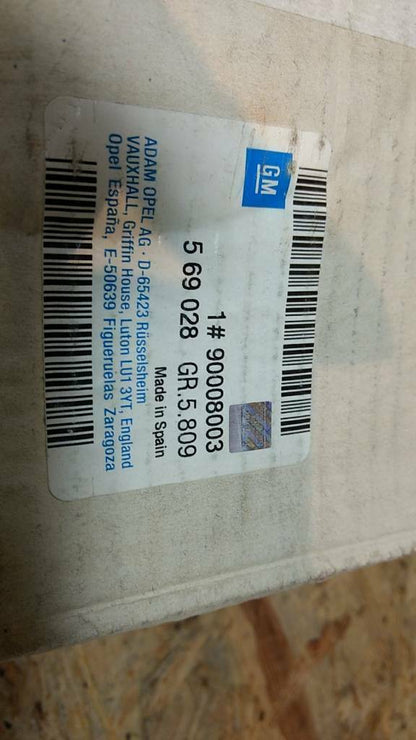 GM
1# 90008003
5 69 028 GR.5.809
Made in Spain
ADAM OPEL AG · D-65423 Rüsselsheim
VAUXHALL, Griffin House, Luton LU1 3YT, England
Opel España, E-50639 Figueruelas Zaragoza